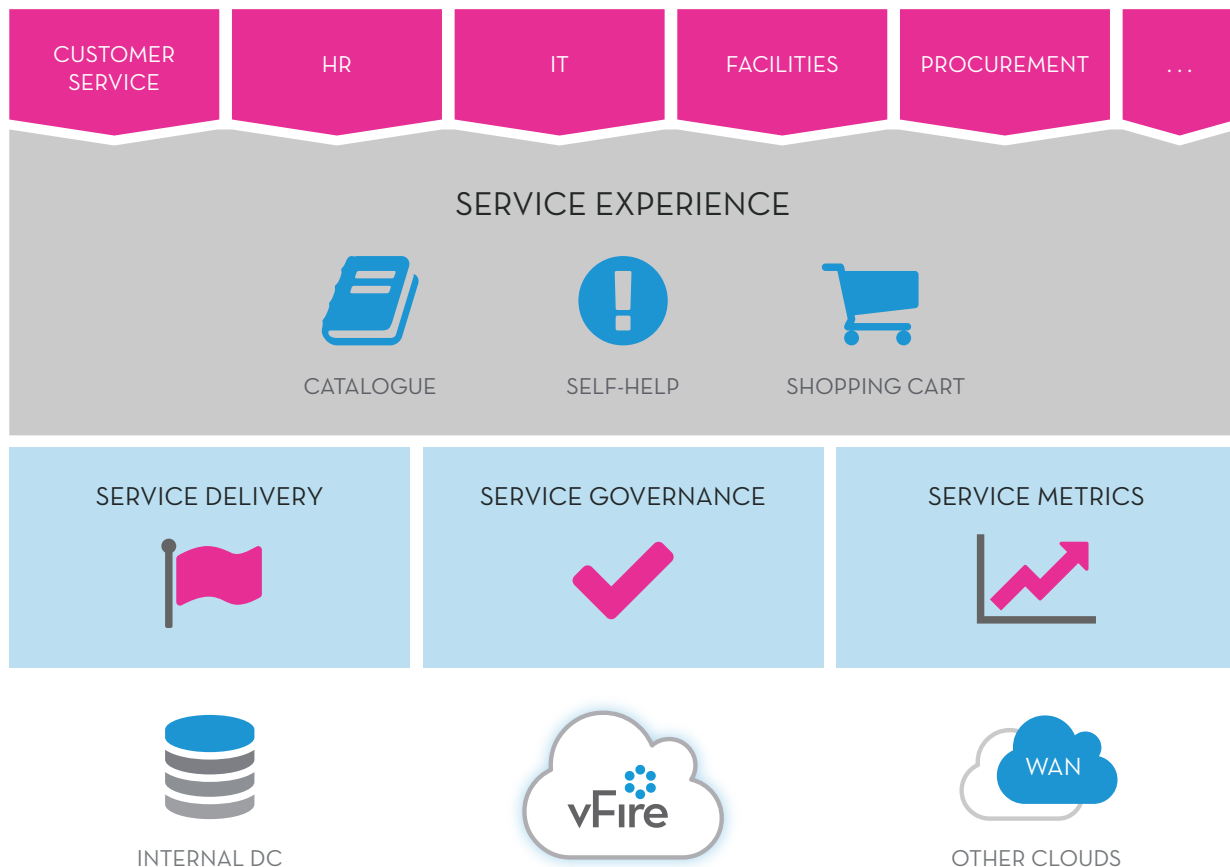 CUSTOMER
SERVICE
HR
IT
FACILITIES
PROCUREMENT
...
SERVICE EXPERIENCE
CATALOGUE
SELF-HELP
SHOPPING CART
SERVICE DELIVERY
SERVICE GOVERNANCE
SERVICE METRICS
vFire
WAN
INTERNAL DC
OTHER CLOUDS